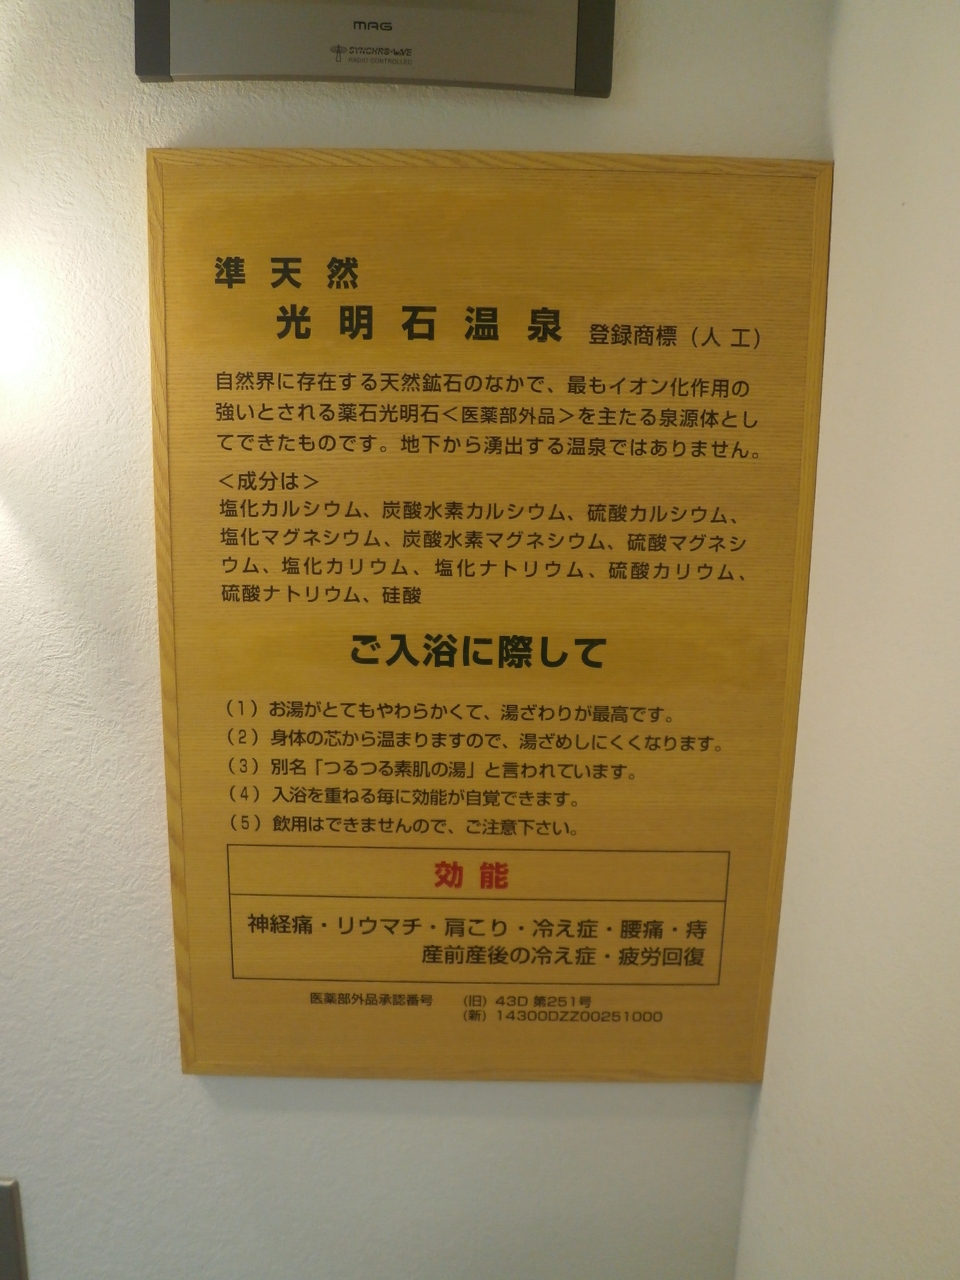 MAG
SYNCHRO-WAVE
RADIO CONTROLLED
準天然
光明石温泉 登録商標（人工）
自然界に存在する天然鉱石のなかで、最もイオン化作用の
強いとされる薬石光明石＜医薬部外品＞を主たる泉源体とし
てできたものです。地下から湧出する温泉ではありません。
＜成分は＞
塩化カルシウム、炭酸水素カルシウム、硫酸カルシウム、
塩化マグネシウム、炭酸水素マグネシウム、硫酸マグネシ
ウム、塩化カリウム、塩化ナトリウム、硫酸カリウム、
硫酸ナトリウム、硅酸
ご入浴に際して
（1）お湯がとてもやわらかくて、湯ざわりが最高です。
（2）身体の芯から温まりますので、湯ざめしにくくなります。
（3）別名「つるつる素肌の湯」と言われています。
（4）入浴を重ねる毎に効能が自覚できます。
（5）飲用はできませんので、ご注意下さい。
効能
神経痛・リウマチ・肩こり・冷え症・腰痛・痔
産前産後の冷え症・疲労回復
医薬部外品承認番号 (旧) 43D 第251号
(新) 14300DZZ00251000